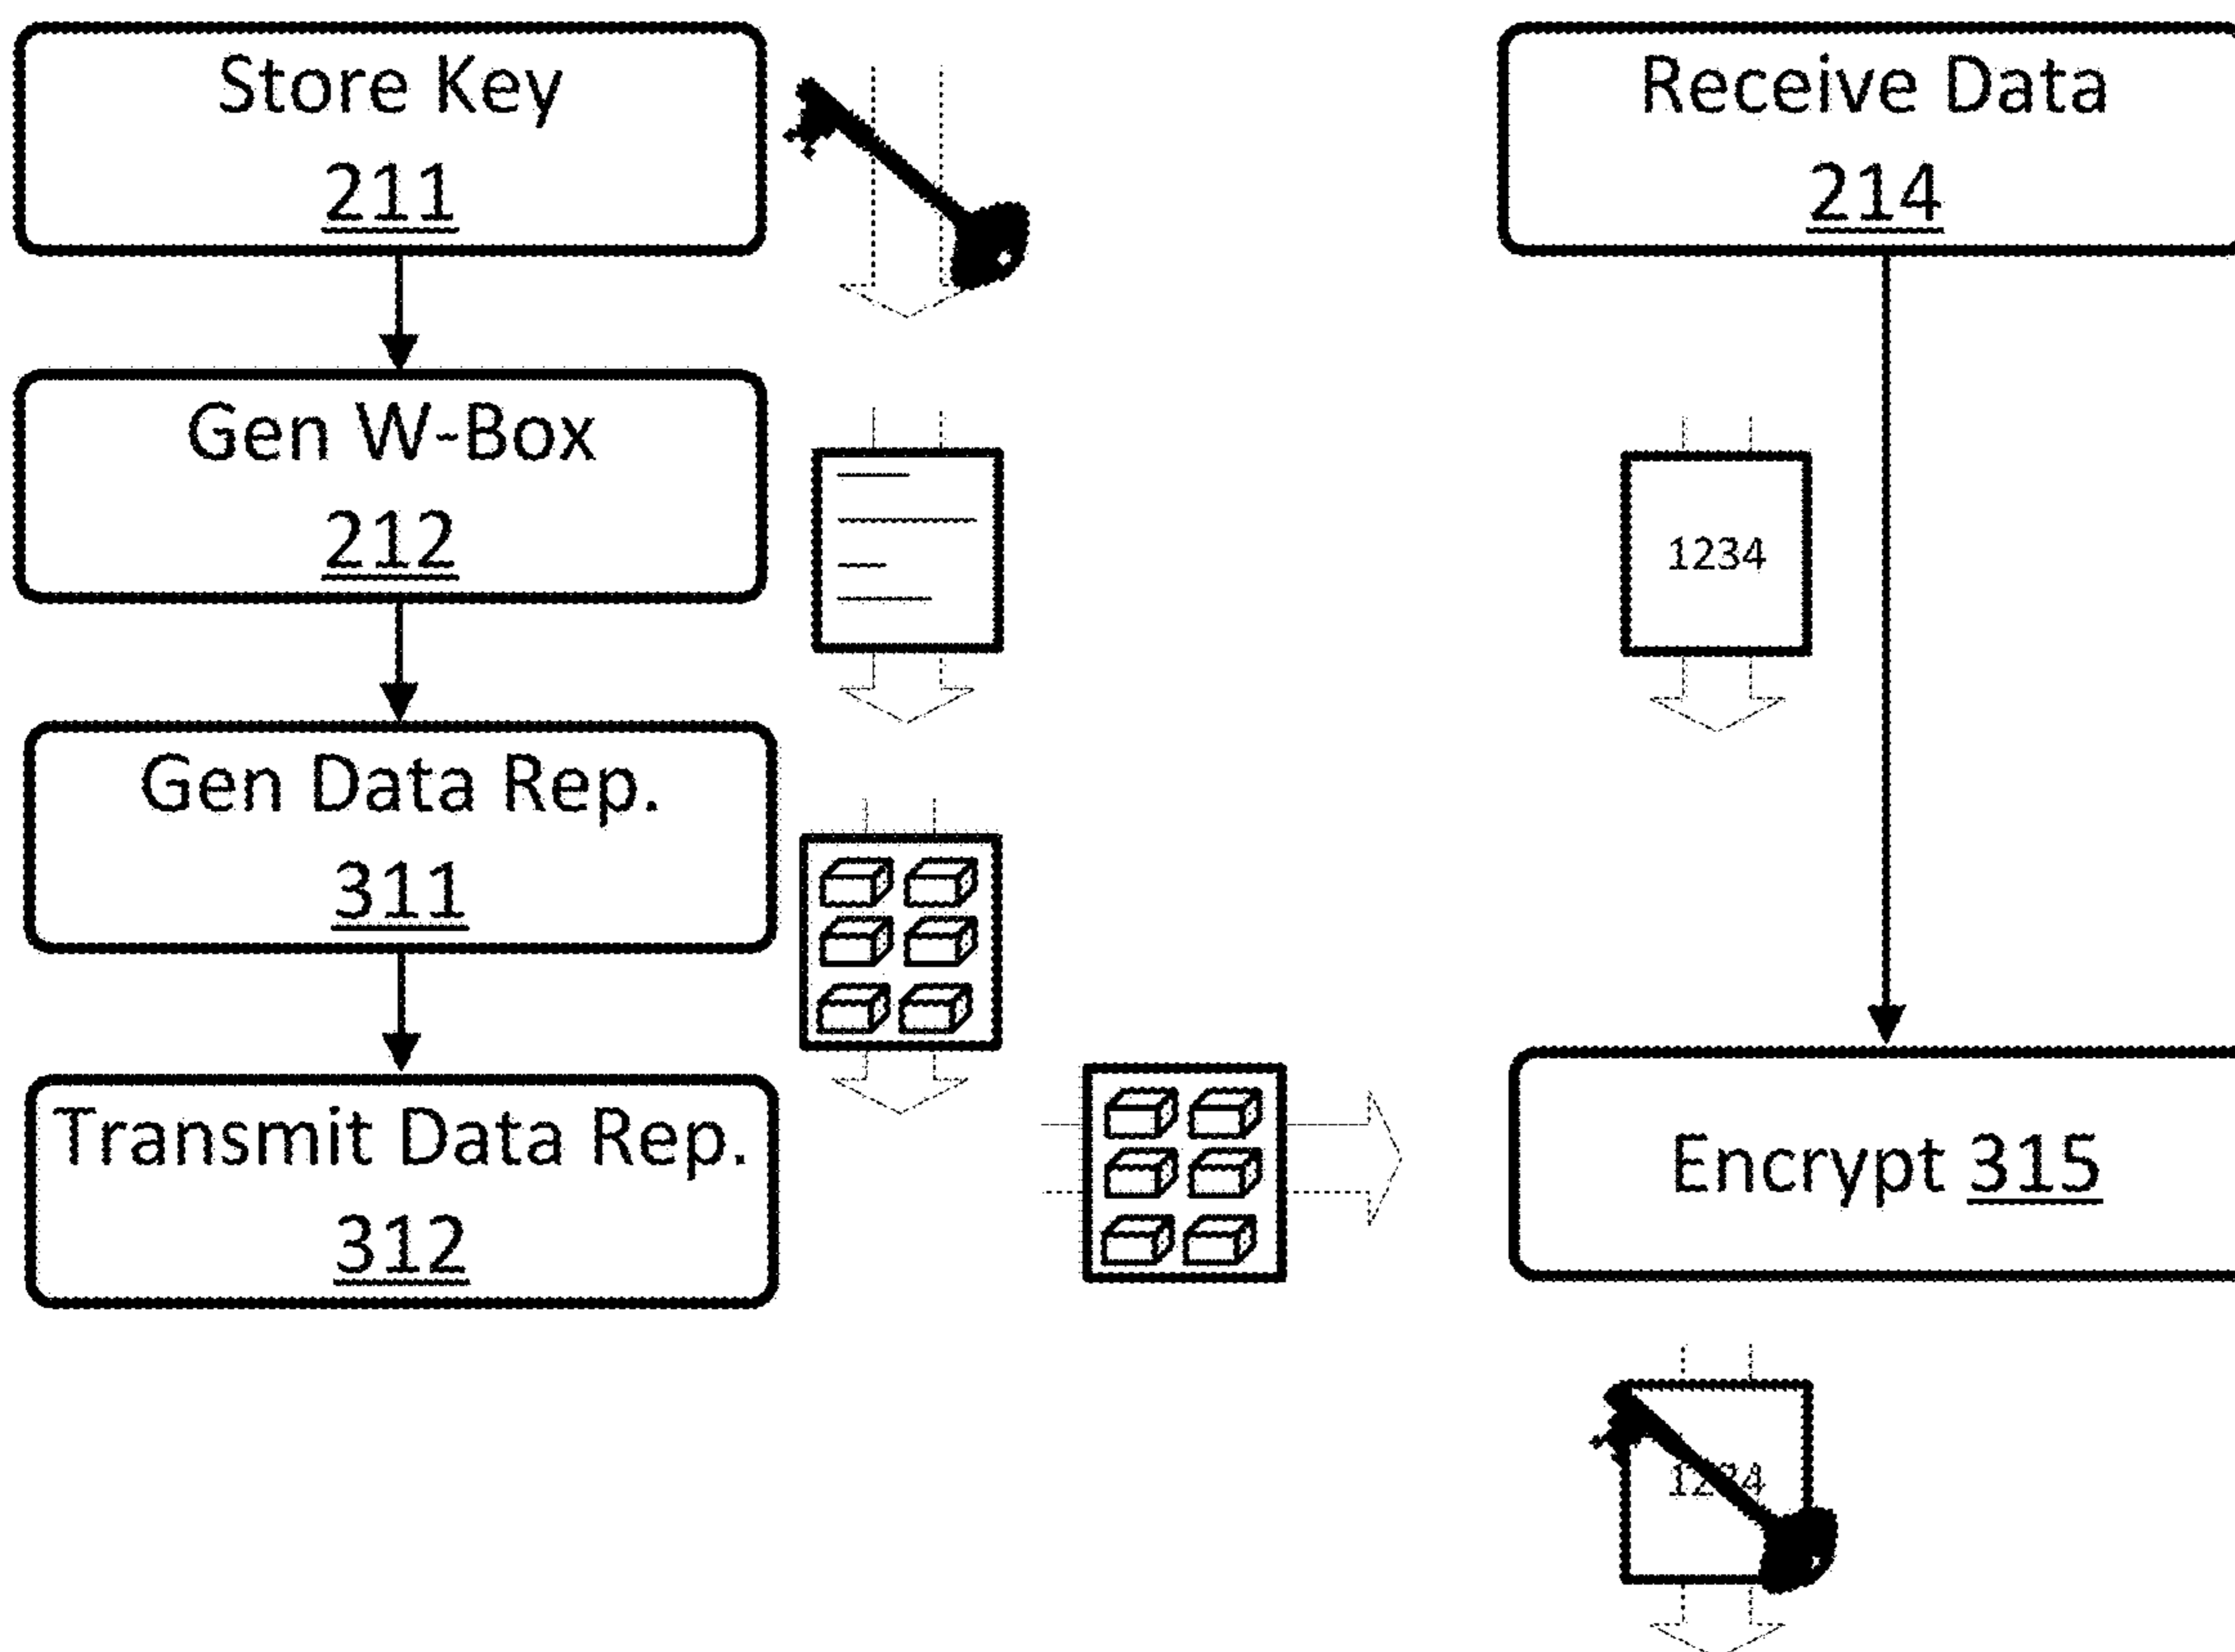 Store Key
211
Gen W-Box
212
Gen Data Rep.
311
Transmit Data Rep.
312
Receive Data
214
1234
Encrypt 315
1234